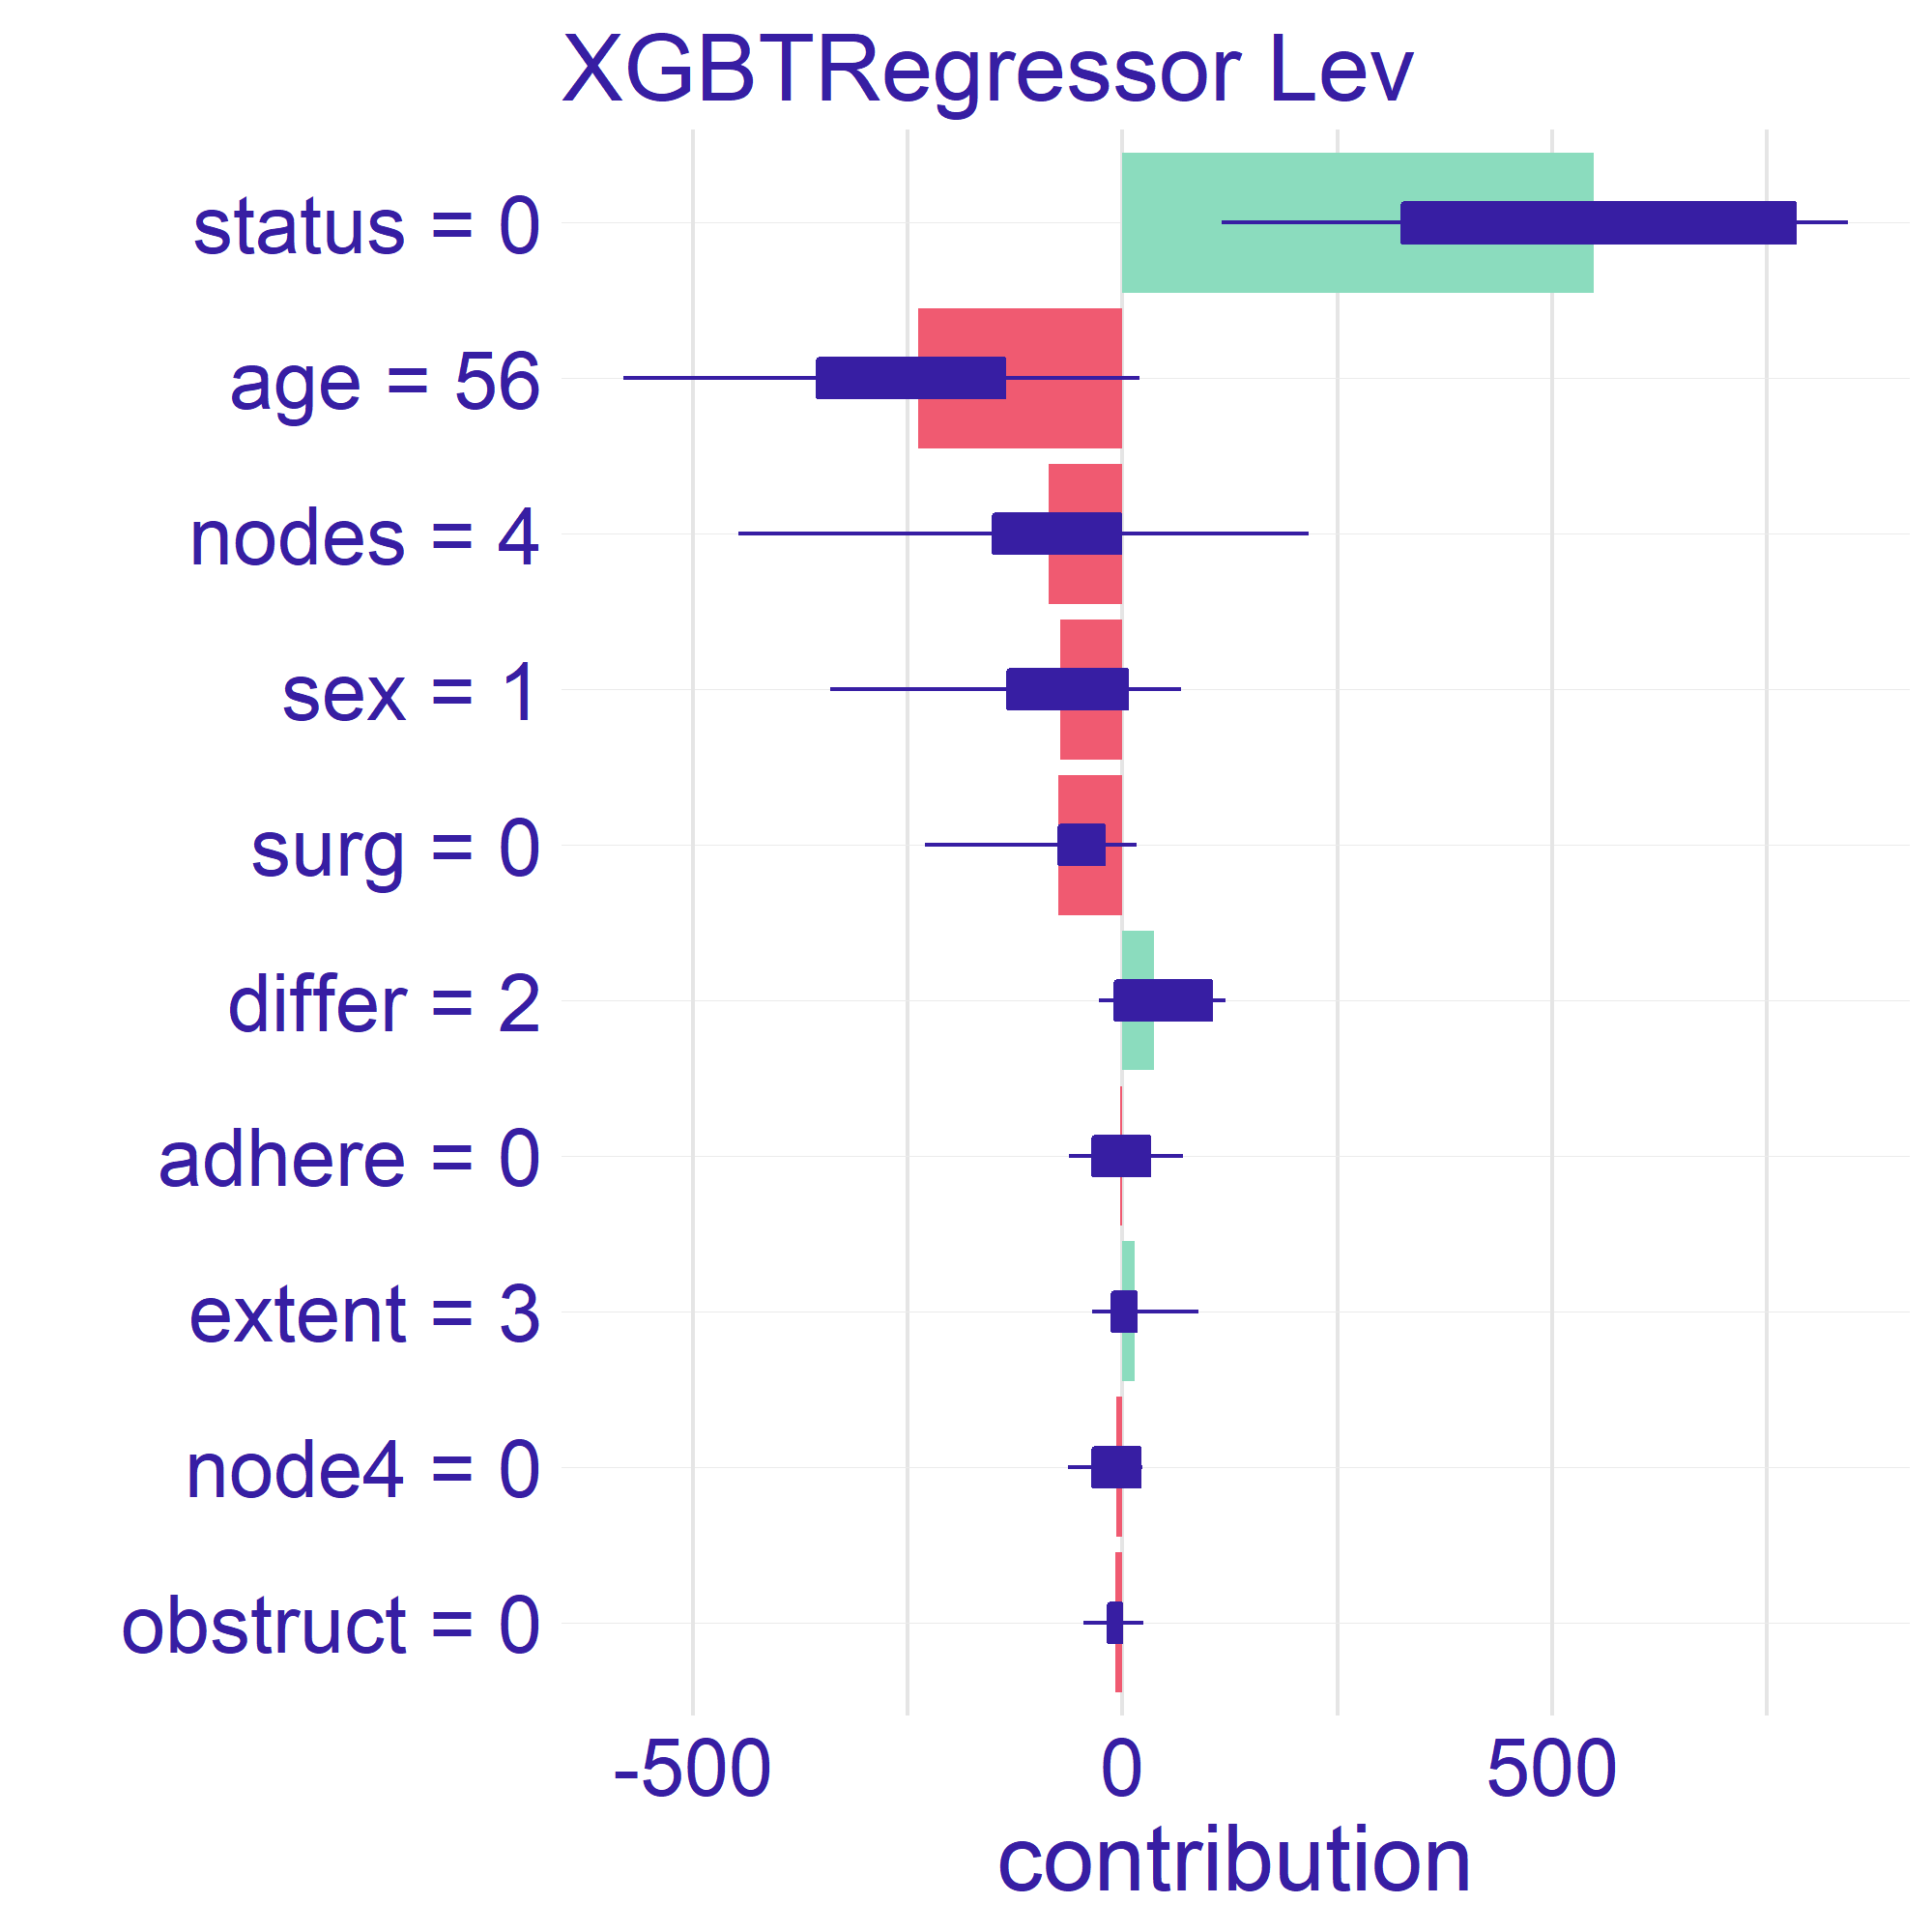 XGBTRegressor Lev
status = 0
age = 56
nodes = 4
sex = 1
surg = 0
differ = 2
adhere = 0
extent = 3
node4 = 0
obstruct = 0
-500 0 500
contribution